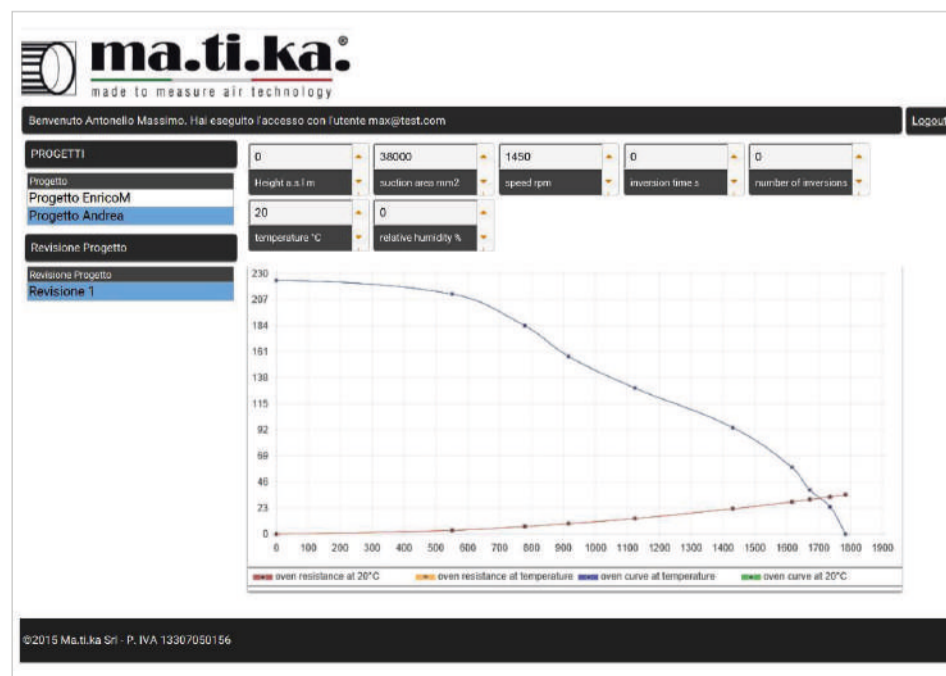 ma.ti.ka.®
made to measure air technology
Benvenuto Antonello Massimo. Hai eseguito l'accesso con l'utente max@test.com
Logout
PROGETTI
Progetto
Progetto EnricoM
Progetto Andrea
Revisione Progetto
Revisione Progetto
Revisione 1
0 38000 1450 0 0
Height a.s.l m suction area mm2 speed rpm inversion time s number of inversions
20 0
temperature °C relative humidity %
230
207
184
161
138
115
92
69
46
23
0
0 100 200 300 400 500 600 700 800 900 1000 1100 1200 1300 1400 1500 1600 1700 1800 1900
oven resistance at 20°C oven resistance at temperature oven curve at temperature oven curve at 20°C
©2015 Ma.ti.ka Srl - P. IVA 13307050156